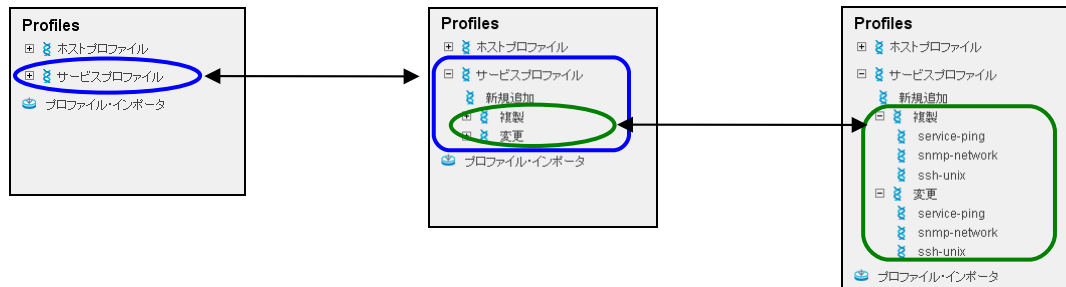 Profiles
ホストプロファイル
サービスプロファイル
プロファイル・インポータ
Profiles
ホストプロファイル
サービスプロファイル
新規追加
複製
変更
プロファイル・インポータ
Profiles
ホストプロファイル
サービスプロファイル
新規追加
複製
service-ping
snmp-network
ssh-unix
変更
service-ping
snmp-network
ssh-unix
プロファイル・インポータ